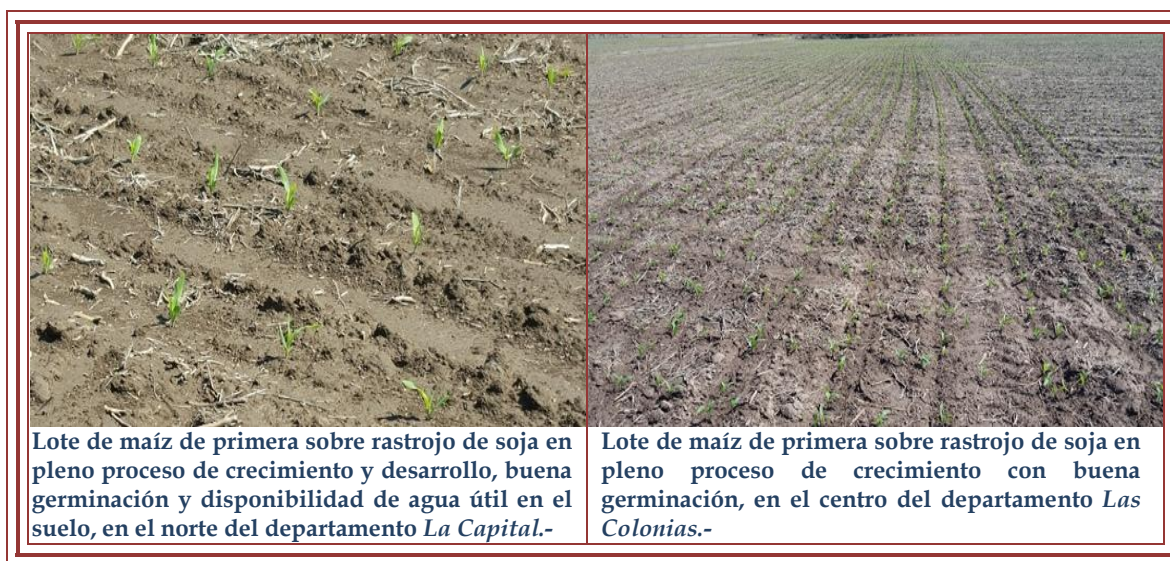 Lote de maíz de primera sobre rastrojo de soja en
pleno proceso de crecimiento y desarrollo, buena
germinación y disponibilidad de agua útil en el
suelo, en el norte del departamento La Capital.-
Lote de maíz de primera sobre rastrojo de soja en
pleno proceso de crecimiento con buena
germinación, en el centro del departamento Las
Colonias.-